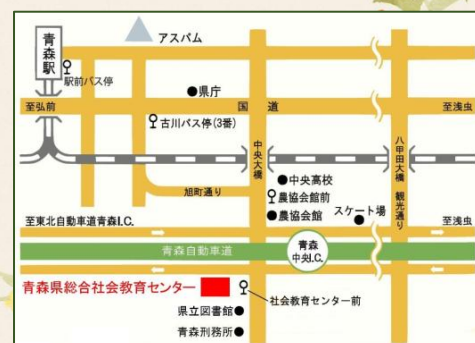 アスパム
青森駅
駅前バス停
県庁
至弘前
国道
至浅虫
古川バス停(3番)
中央大橋
八甲田大橋
観光通り
中央高校
旭町通り
農協会館前
農協会館
スケート場
至東北自動車道青森I.C.
至浅虫
青森自動車道
青森中央I.C.
青森県総合社会教育センター
社会教育センター前
県立図書館
青森刑務所